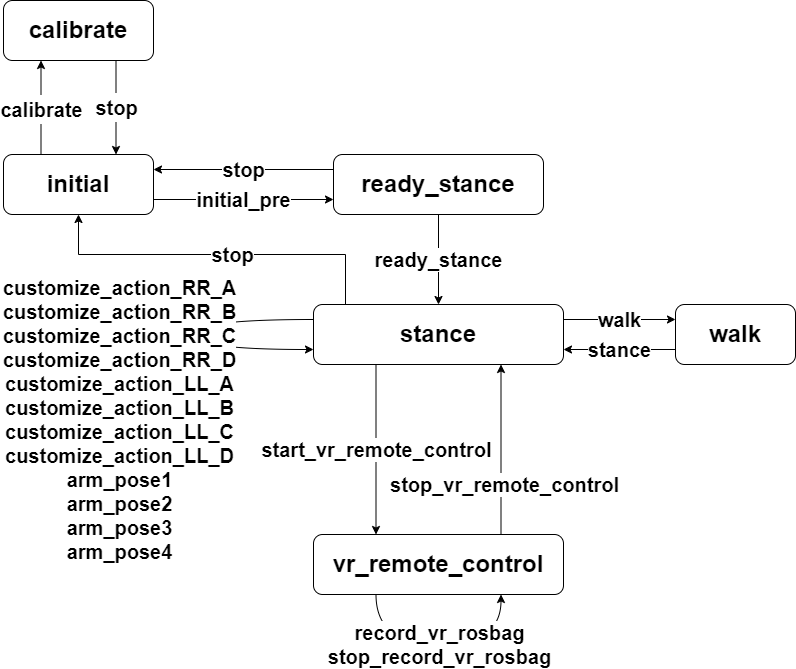 calibrate
calibrate
stop
initial
stop
initial_pre
ready_stance
ready_stance
stop
customize_action_RR_A
customize_action_RR_B
customize_action_RR_C
customize_action_RR_D
customize_action_LL_A
customize_action_LL_B
customize_action_LL_C
customize_action_LL_D
arm_pose1
arm_pose2
arm_pose3
arm_pose4
stance
walk
stance
walk
start_vr_remote_control
stop_vr_remote_control
vr_remote_control
record_vr_rosbag
stop_record_vr_rosbag